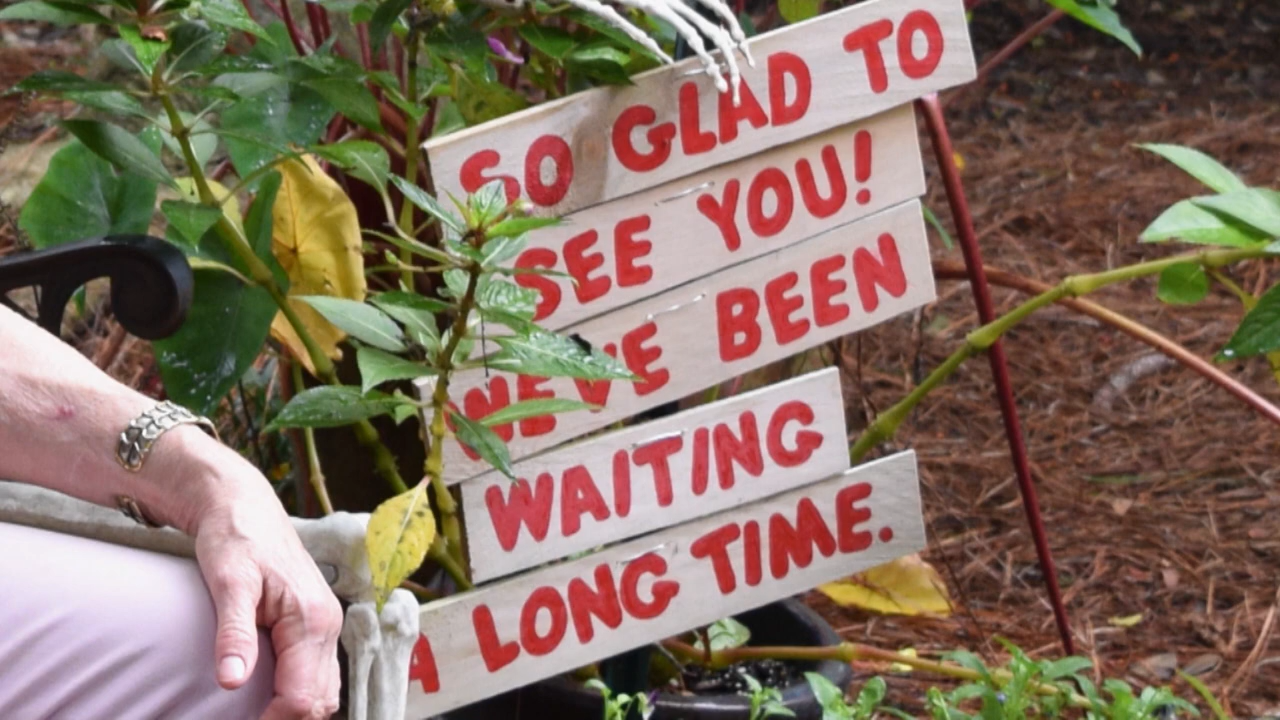 SO GLAD TO
SEE YOU!
WE'VE BEEN
WAITING
A LONG TIME.